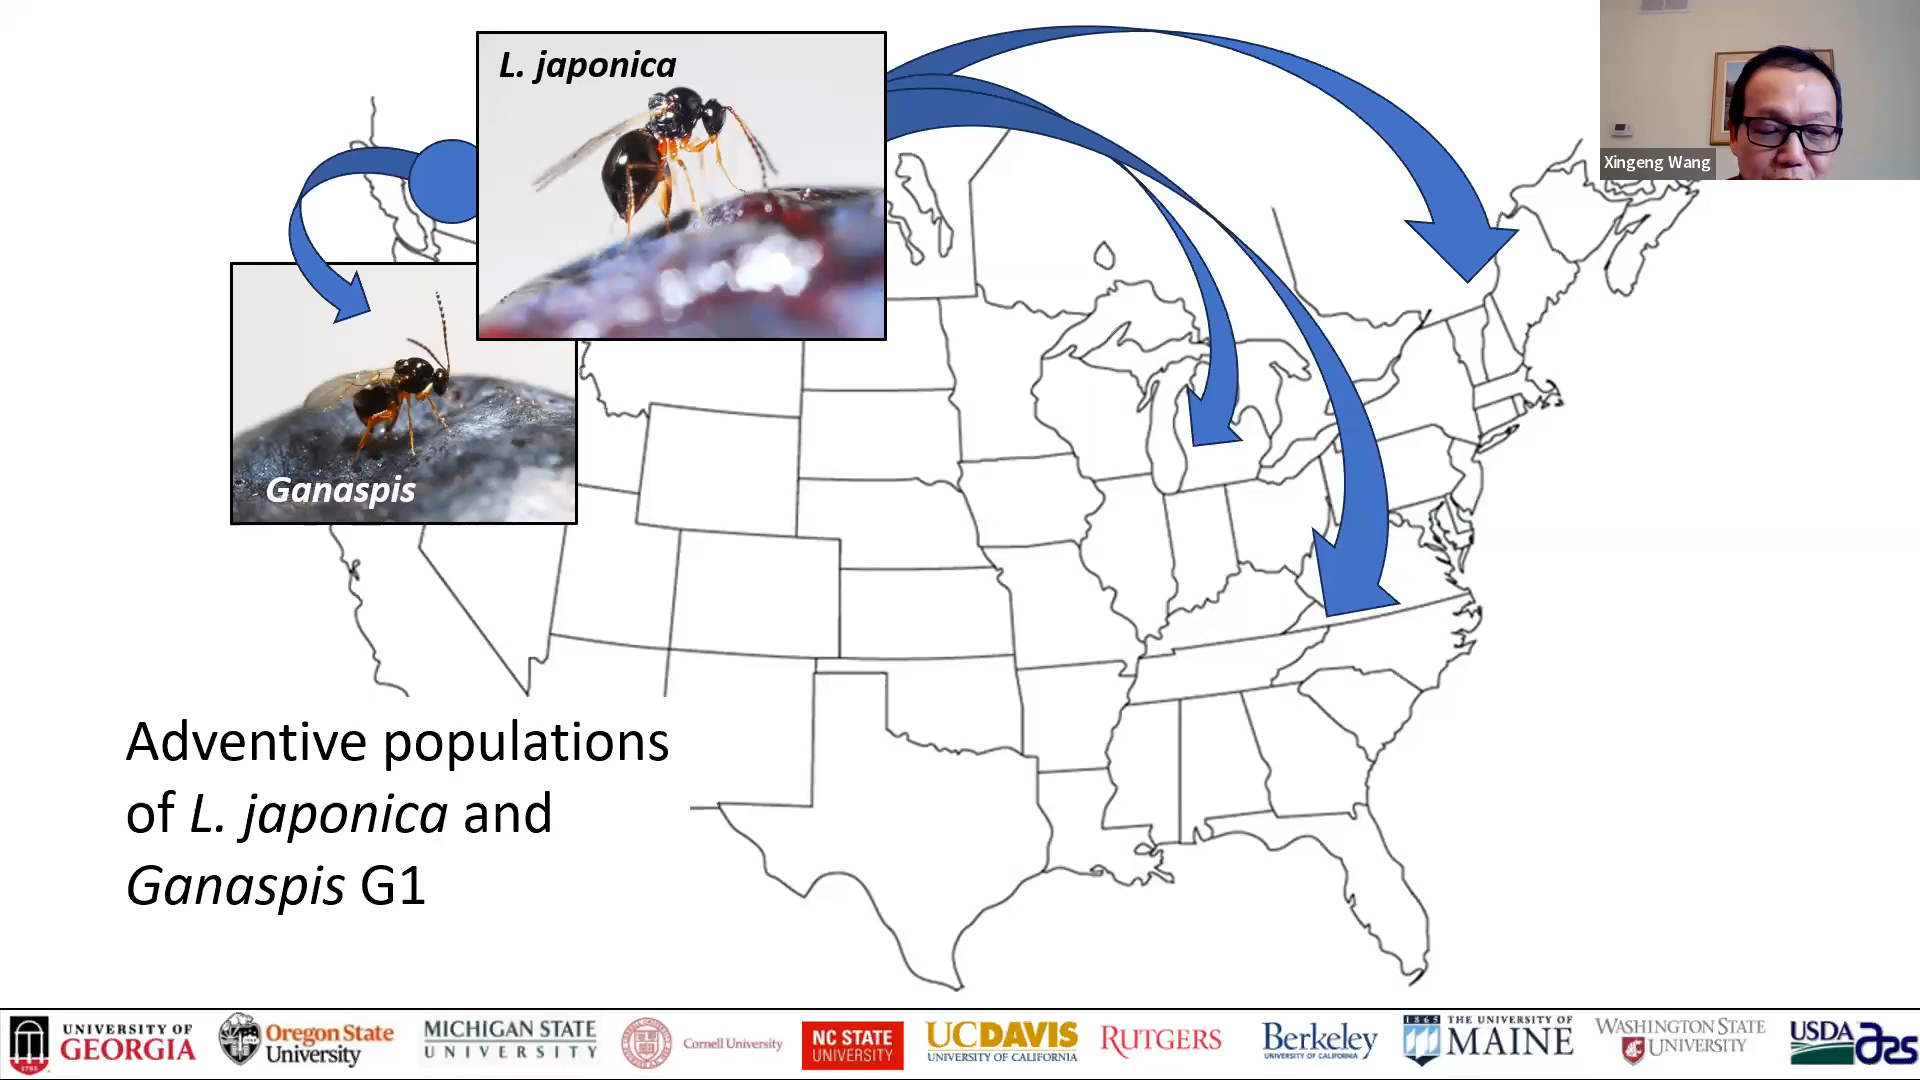 L. japonica
Xingeng Wang
Ganaspis
Adventive populations
of L. japonica and
Ganaspis G1
UNIVERSITY OF
GEORGIA
1785
Oregon State
University
MICHIGAN STATE
UNIVERSITY
Cornell University
NC STATE
UNIVERSITY
UCDAVIS
UNIVERSITY OF CALIFORNIA
RUTGERS
Berkeley
UNIVERSITY OF CALIFORNIA
1865
THE UNIVERSITY OF
MAINE
WASHINGTON STATE
UNIVERSITY
USDA
ars